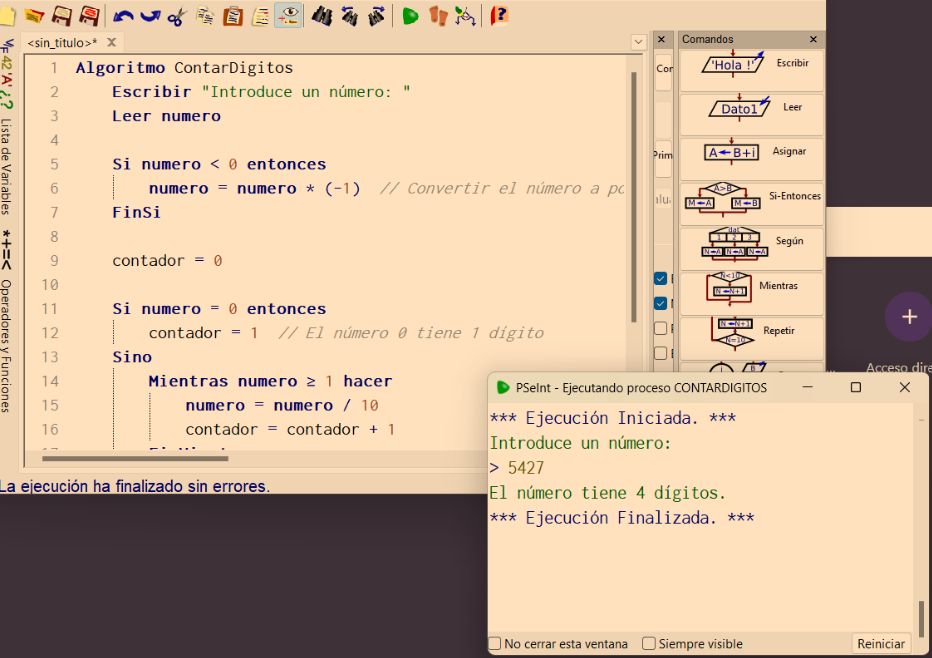 <sin_titulo>* X
Lista de Variables
*+=< Operadores y Funciones
1 Algoritmo ContarDigitos
2 Escribir "Introduce un número: "
3 Leer numero
4
5 Si numero < 0 entonces
6 numero = numero * (-1) // Convertir el número a po
7 FinSi
8
9 contador = 0
10
11 Si numero = 0 entonces
12 contador = 1 // El número 0 tiene 1 dígito
13 Sino
14 Mientras numero ≥ 1 hacer
15 numero = numero / 10
16 contador = contador + 1
La ejecución ha finalizado sin errores.
Comandos
'Hola !' Escribir
Dato1 Leer
A←B+i Asignar
A>B
M←A M←B Si-Entonces
1 2 3 Según
N←A N←A N←A
N<10
N←N+1 Mientras
N←N+1 Repetir
N=10
Acceso dire
PSeInt - Ejecutando proceso CONTARDIGITOS
*** Ejecución Iniciada. ***
Introduce un número:
> 5427
El número tiene 4 dígitos.
*** Ejecución Finalizada. ***
No cerrar esta ventana Siempre visible Reiniciar